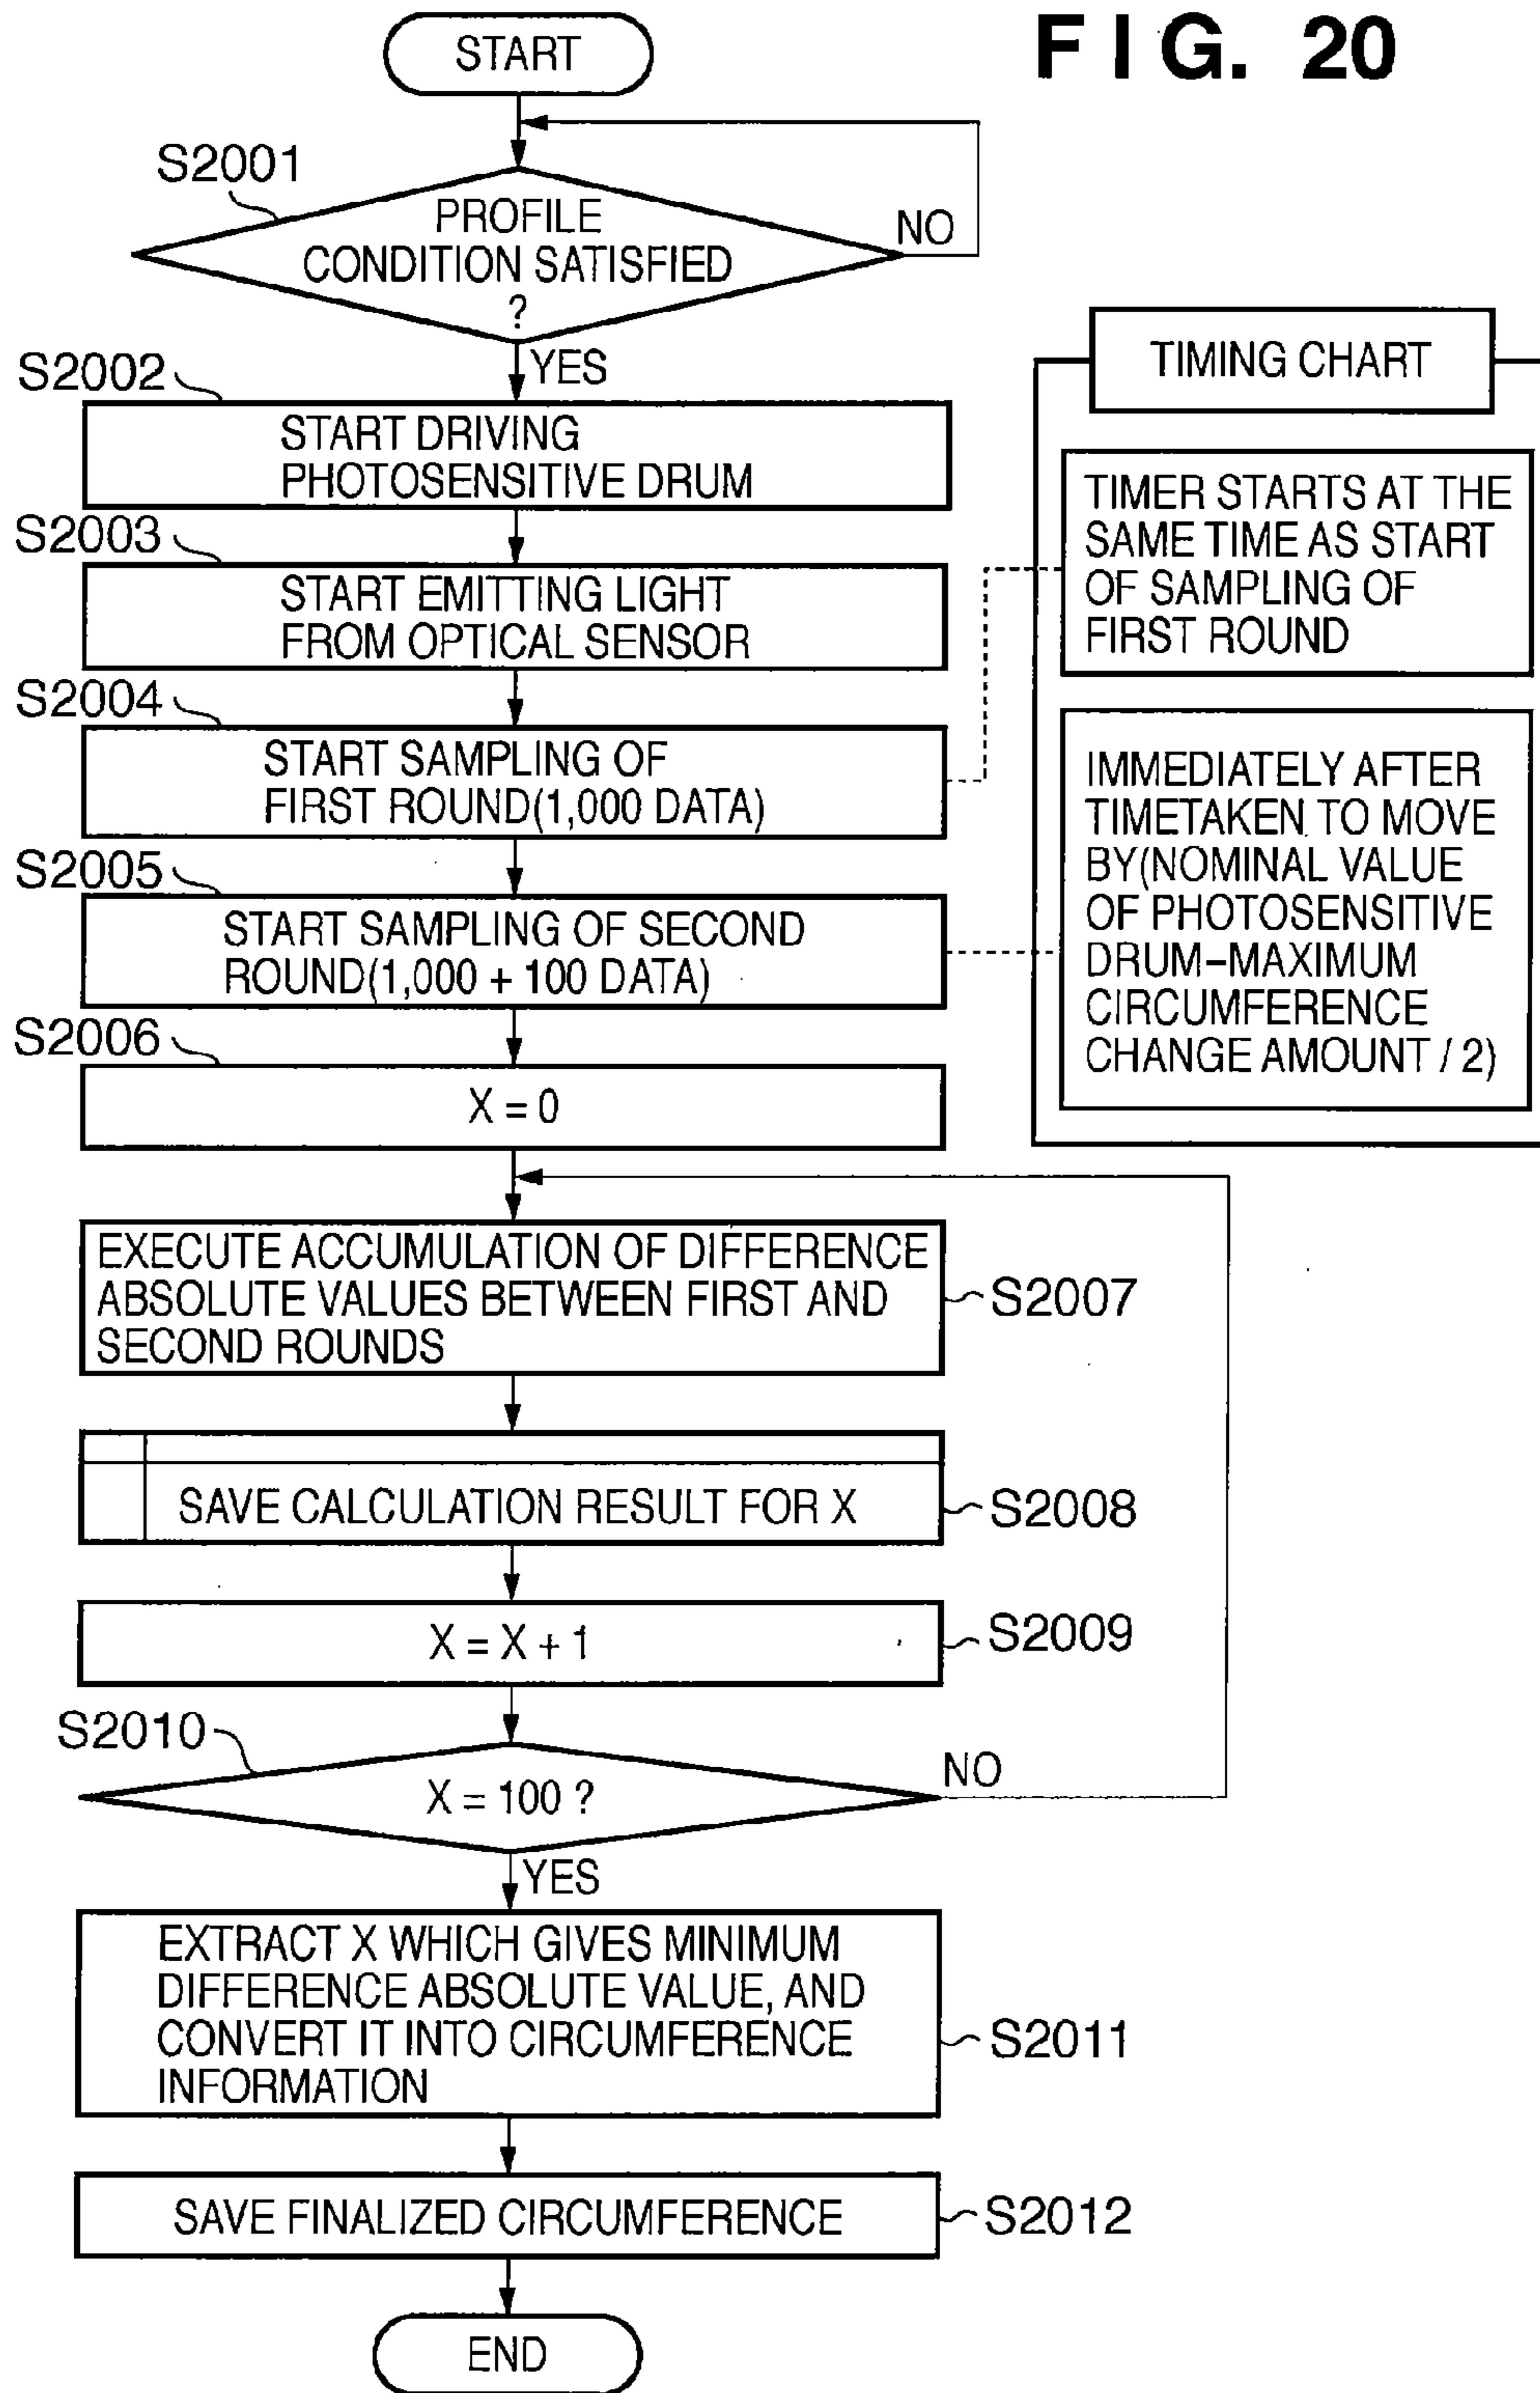 FIG. 20
START
S2001
PROFILE
CONDITION SATISFIED
?
NO
YES
S2002
START DRIVING
PHOTOSENSITIVE DRUM
S2003
START EMITTING LIGHT
FROM OPTICAL SENSOR
S2004
START SAMPLING OF
FIRST ROUND(1,000 DATA)
S2005
START SAMPLING OF SECOND
ROUND(1,000 + 100 DATA)
TIMING CHART
TIMER STARTS AT THE
SAME TIME AS START
OF SAMPLING OF
FIRST ROUND
IMMEDIATELY AFTER
TIMETAKEN TO MOVE
BY(NOMINAL VALUE
OF PHOTOSENSITIVE
DRUM-MAXIMUM
CIRCUMFERENCE
CHANGE AMOUNT / 2)
S2006
X = 0
EXECUTE ACCUMULATION OF DIFFERENCE
ABSOLUTE VALUES BETWEEN FIRST AND
SECOND ROUNDS
S2007
SAVE CALCULATION RESULT FOR X
S2008
X = X + 1
S2009
S2010
X = 100 ?
NO
YES
EXTRACT X WHICH GIVES MINIMUM
DIFFERENCE ABSOLUTE VALUE, AND
CONVERT IT INTO CIRCUMFERENCE
INFORMATION
S2011
SAVE FINALIZED CIRCUMFERENCE
S2012
END